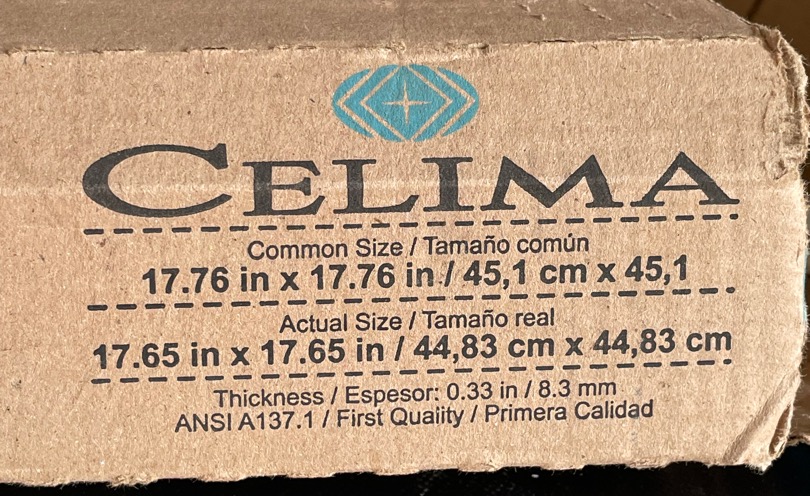 CELIMA
Common Size / Tamaño común
17.76 in x 17.76 in / 45,1 cm x 45,1
Actual Size / Tamaño real
17.65 in x 17.65 in / 44,83 cm x 44,83 cm
Thickness / Espesor: 0.33 in / 8.3 mm
ANSI A137.1 / First Quality / Primera Calidad